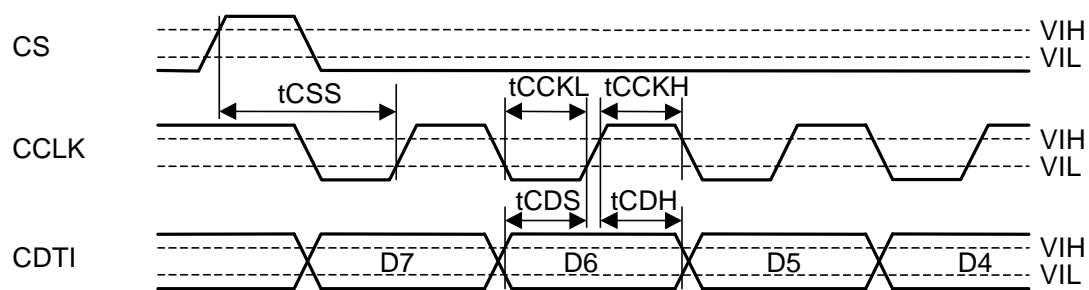 CS
VIH
VIL
tCSS
tCCKL
tCCKH
CCLK
VIH
VIL
tCDS
tCDH
CDTI
D7
D6
D5
D4
VIH
VIL